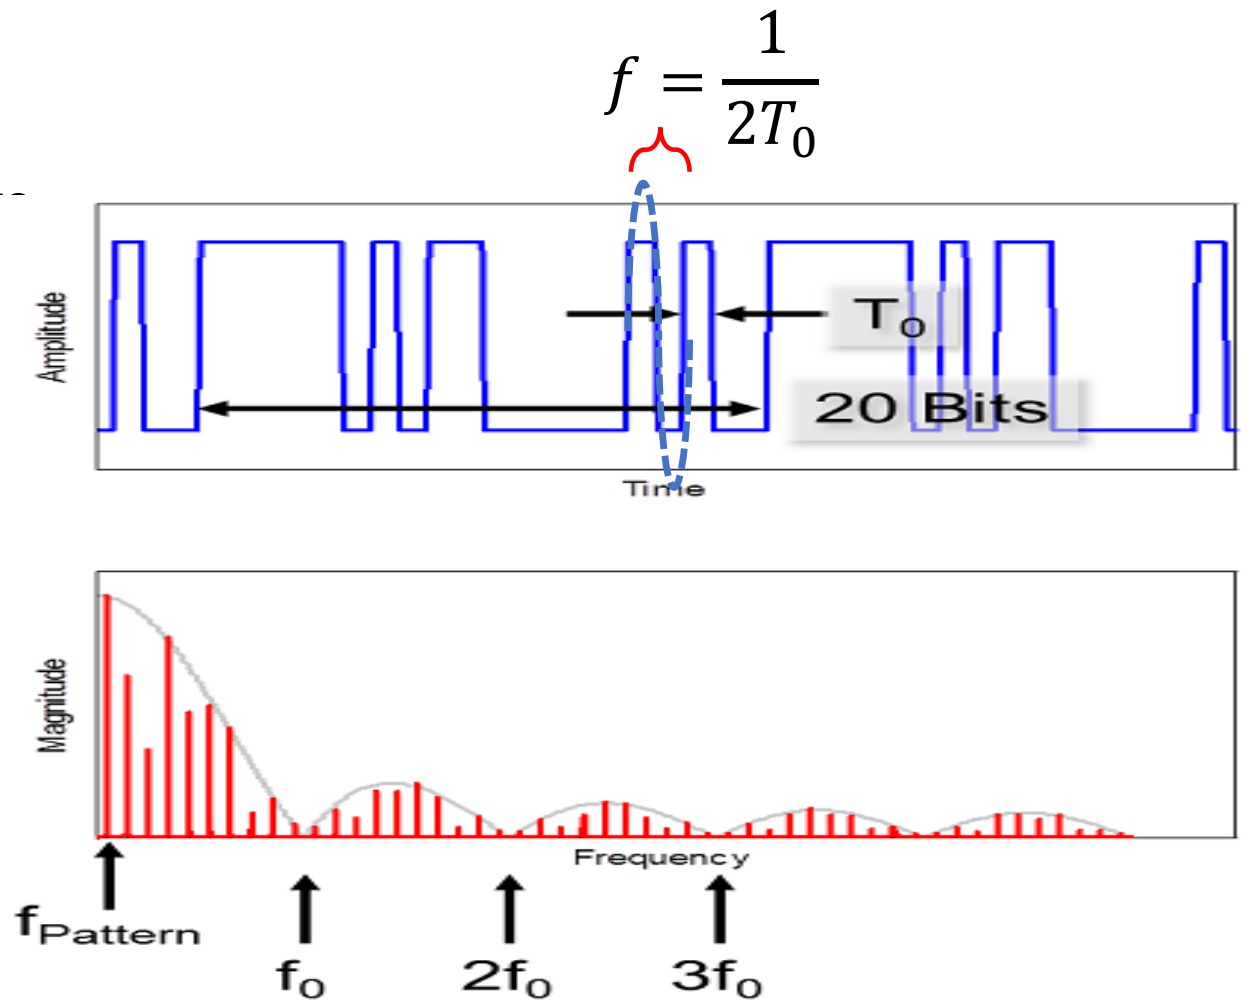 f = 1/2T₀
Amplitude
T₀
20 Bits
Time
Magnitude
Frequency
fPattern
f₀ 2f₀ 3f₀